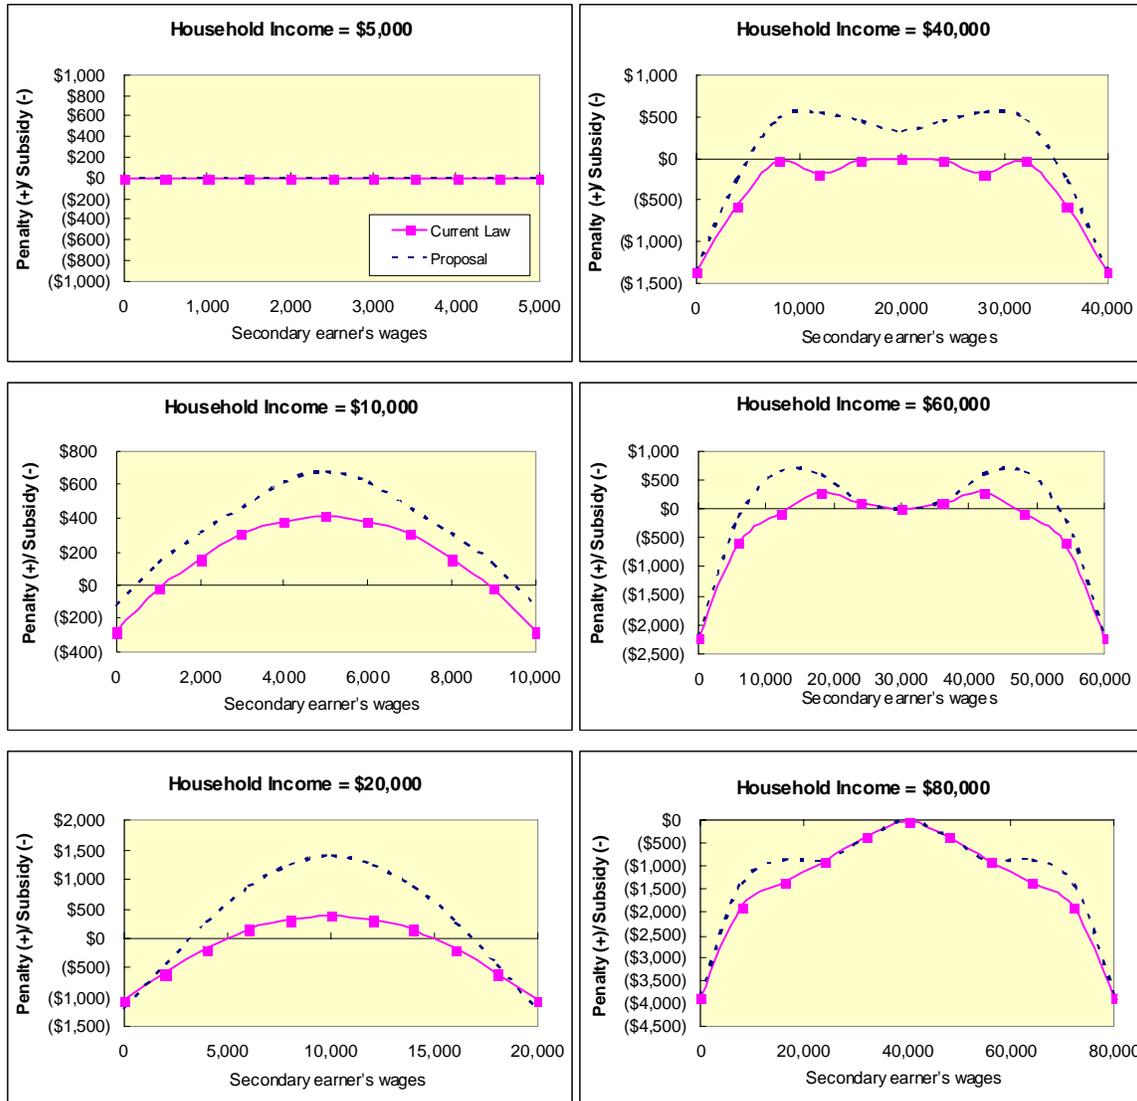 Household Income = $5,000
Penalty (+)/ Subsidy (-)
$1,000
$800
$600
$400
$200
$0
($200)
($400)
($600)
($800)
($1,000)
Current Law
Proposal
0 1,000 2,000 3,000 4,000 5,000
Secondary earner's wages
Household Income = $40,000
Penalty (+)/ Subsidy (-)
$1,000
$500
$0
($500)
($1,000)
($1,500)
0 10,000 20,000 30,000 40,000
Secondary earner's wages
Household Income = $10,000
Penalty (+)/ Subsidy (-)
$800
$600
$400
$200
$0
($200)
($400)
0 2,000 4,000 6,000 8,000 10,000
Secondary earner's wages
Household Income = $60,000
Penalty (+)/ Subsidy (-)
$1,000
$500
$0
($500)
($1,000)
($1,500)
($2,000)
($2,500)
0 10,000 20,000 30,000 40,000 50,000 60,000
Secondary earner's wages
Household Income = $20,000
Penalty (+)/ Subsidy (-)
$2,000
$1,500
$1,000
$500
$0
($500)
($1,000)
($1,500)
0 5,000 10,000 15,000 20,000
Secondary earner's wages
Household Income = $80,000
Penalty (+)/ Subsidy (-)
$0
($500)
($1,000)
($1,500)
($2,000)
($2,500)
($3,000)
($3,500)
($4,000)
($4,500)
0 20,000 40,000 60,000 80,000
Secondary earner's wages